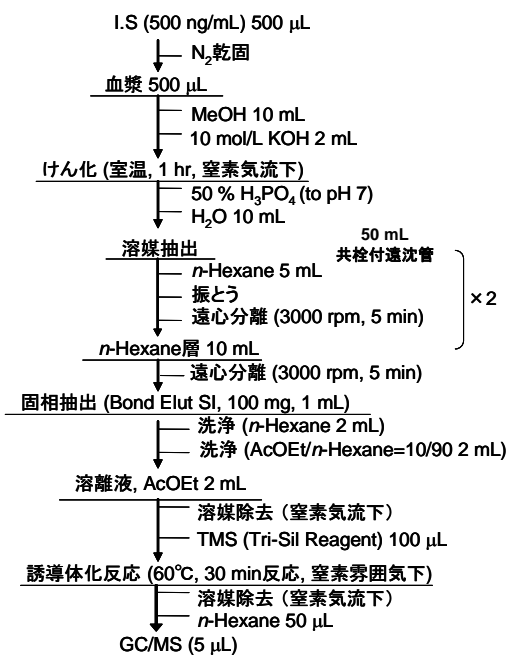 I.S (500 ng/mL) 500 μL
N₂乾固
血漿 500 μL
MeOH 10 mL
10 mol/L KOH 2 mL
けん化 (室温, 1 hr, 窒素気流下)
50 % H₃PO₄ (to pH 7)
H₂O 10 mL
50 mL
共栓付遠沈管
溶媒抽出
n-Hexane 5 mL
振とう
遠心分離 (3000 rpm, 5 min)
×2
n-Hexane層 10 mL
遠心分離 (3000 rpm, 5 min)
固相抽出 (Bond Elut SI, 100 mg, 1 mL)
洗浄 (n-Hexane 2 mL)
洗浄 (AcOEt/n-Hexane=10/90 2 mL)
溶離液, AcOEt 2 mL
溶媒除去 (窒素気流下)
TMS (Tri-Sil Reagent) 100 μL
誘導体化反応 (60℃, 30 min反応, 窒素雰囲気下)
溶媒除去 (窒素気流下)
n-Hexane 50 μL
GC/MS (5 μL)